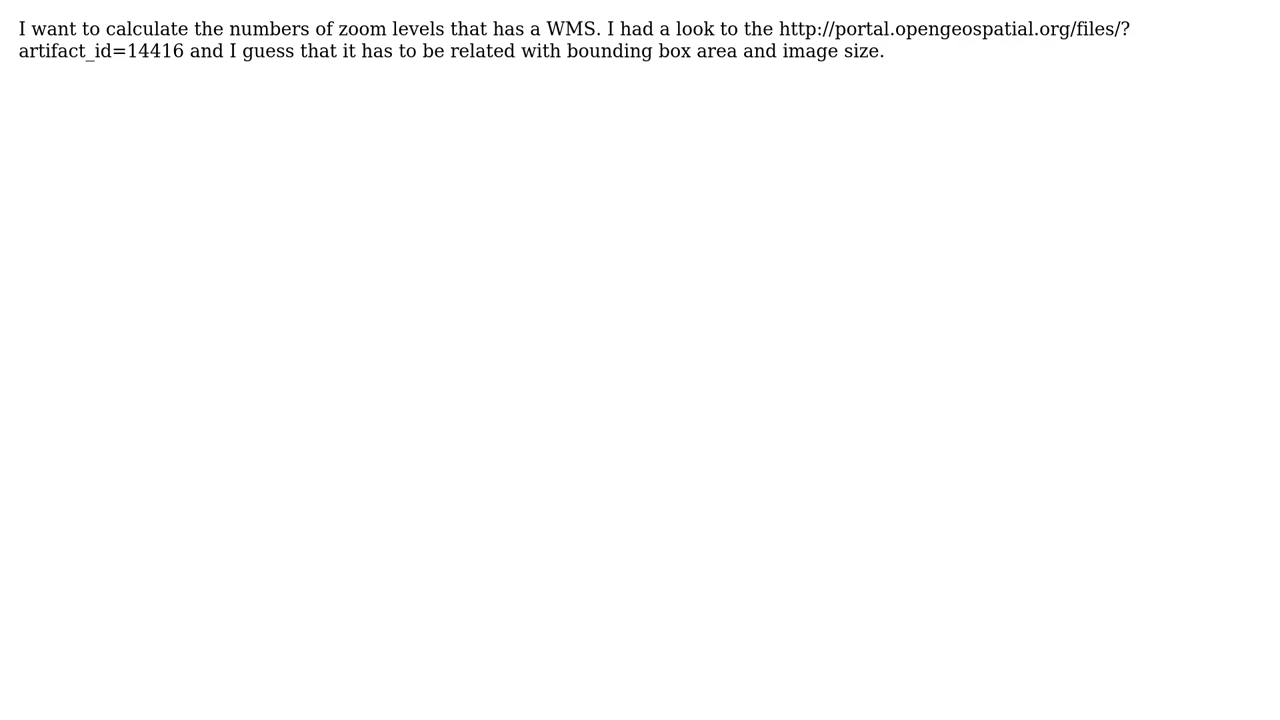 I want to calculate the numbers of zoom levels that has a WMS. I had a look to the http://portal.opengeospatial.org/files/?
artifact_id=14416 and I guess that it has to be related with bounding box area and image size.